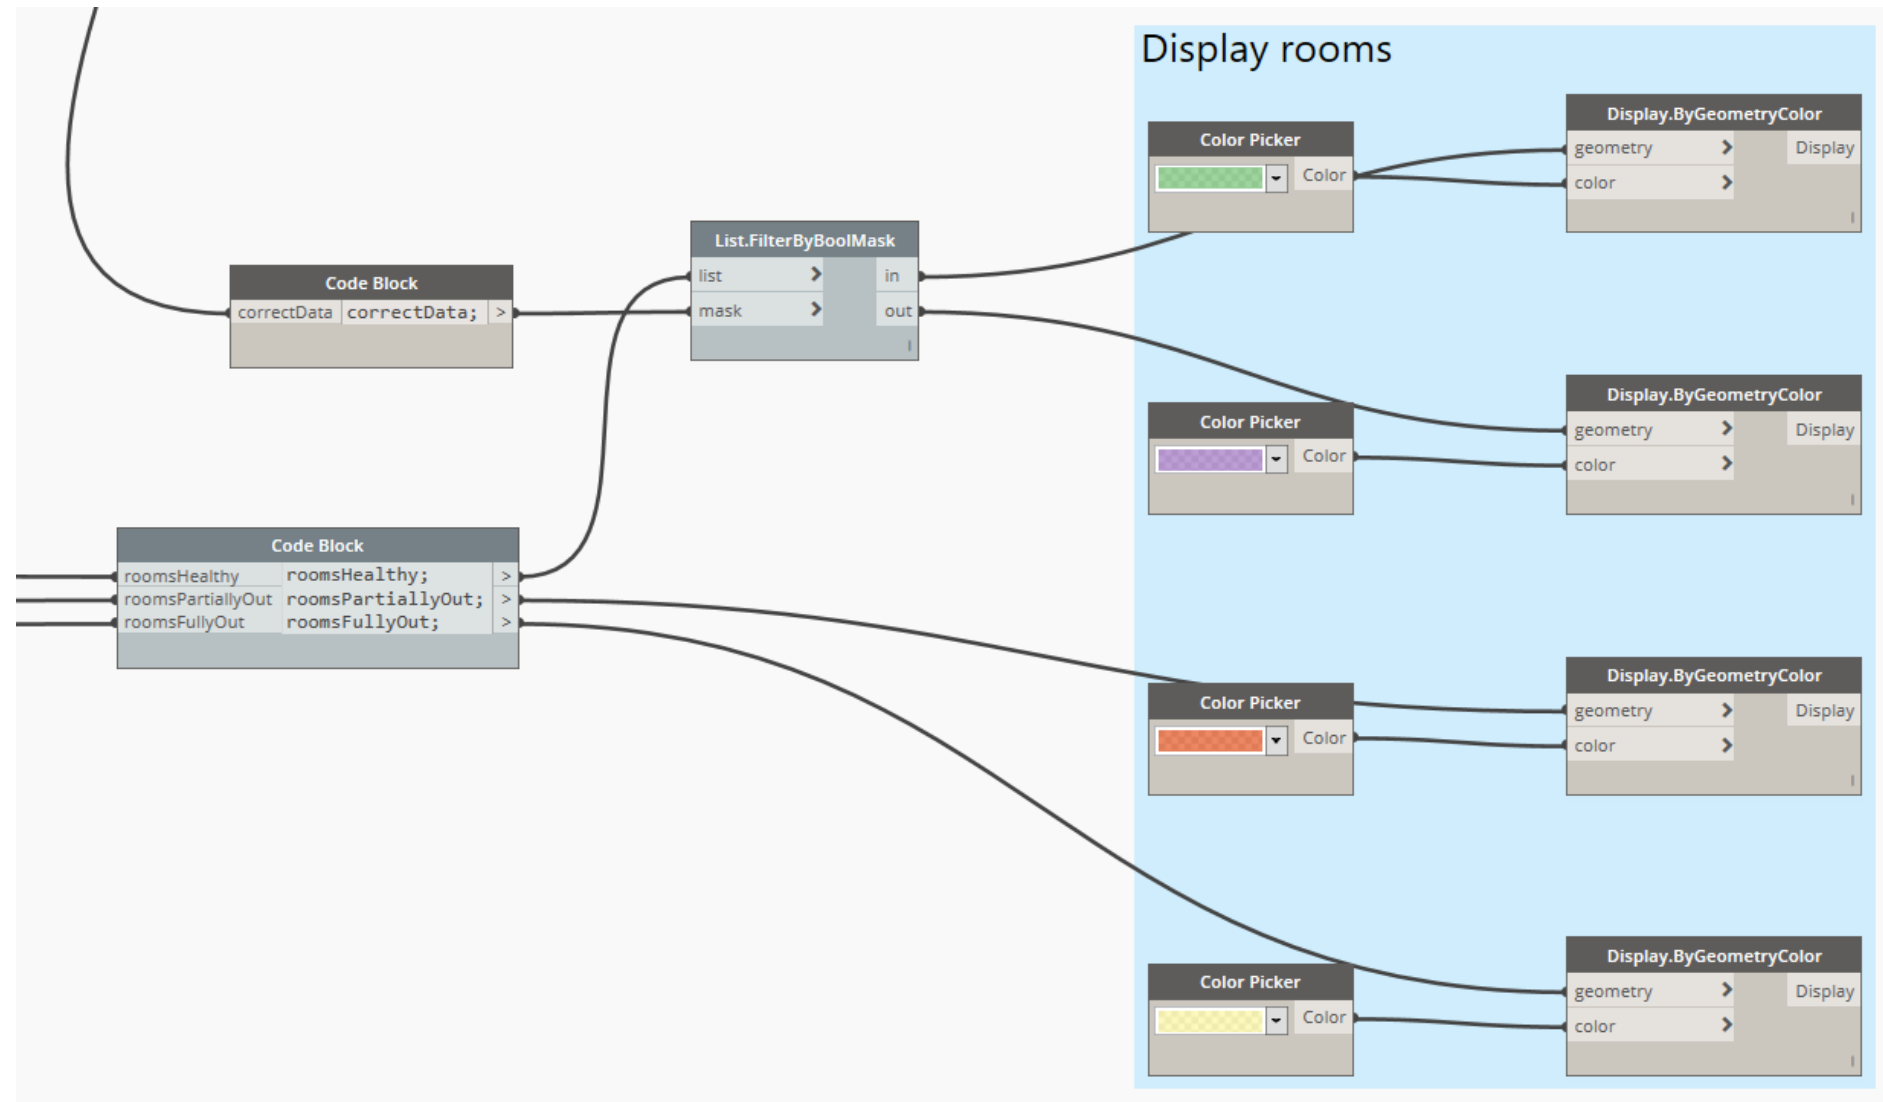 Display rooms
Color Picker
Color
Display.ByGeometryColor
geometry > Display
color >
List.FilterByBoolMask
list > in
mask > out
Code Block
correctData correctData; >
Color Picker
Color
Display.ByGeometryColor
geometry > Display
color >
Code Block
roomsHealthy roomsHealthy; >
roomsPartiallyOut roomsPartiallyOut; >
roomsFullyOut roomsFullyOut; >
Color Picker
Color
Display.ByGeometryColor
geometry > Display
color >
Color Picker
Color
Display.ByGeometryColor
geometry > Display
color >